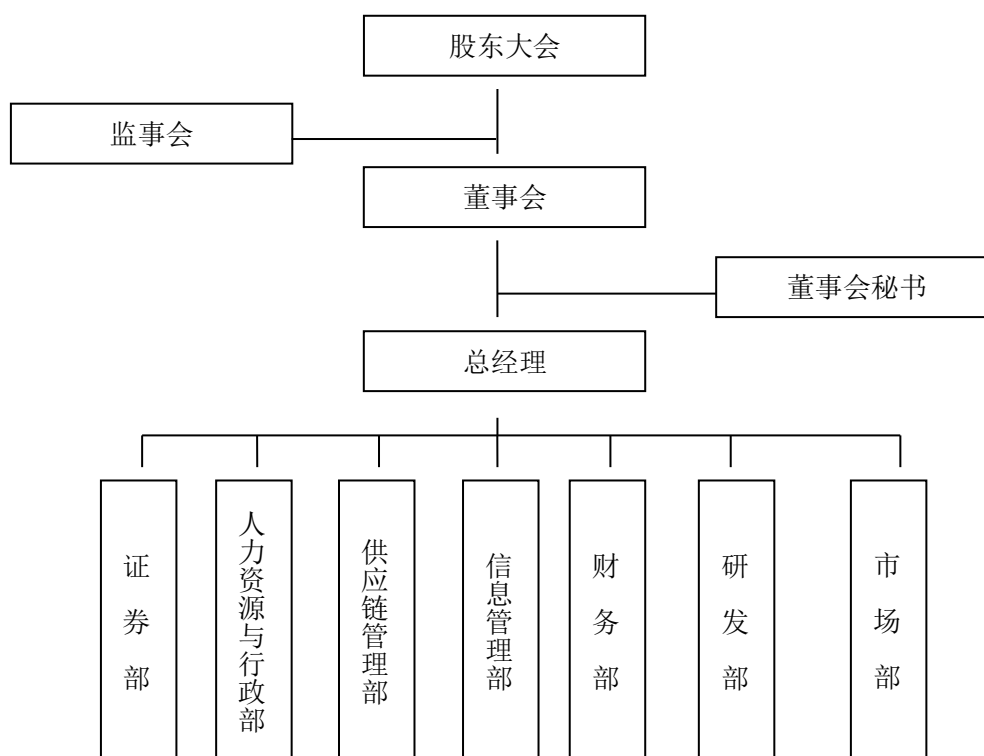 股东大会
监事会
董事会
董事会秘书
总经理
证券部
人力资源与行政部
供应链管理部
信息管理部
财务部
研发部
市场部